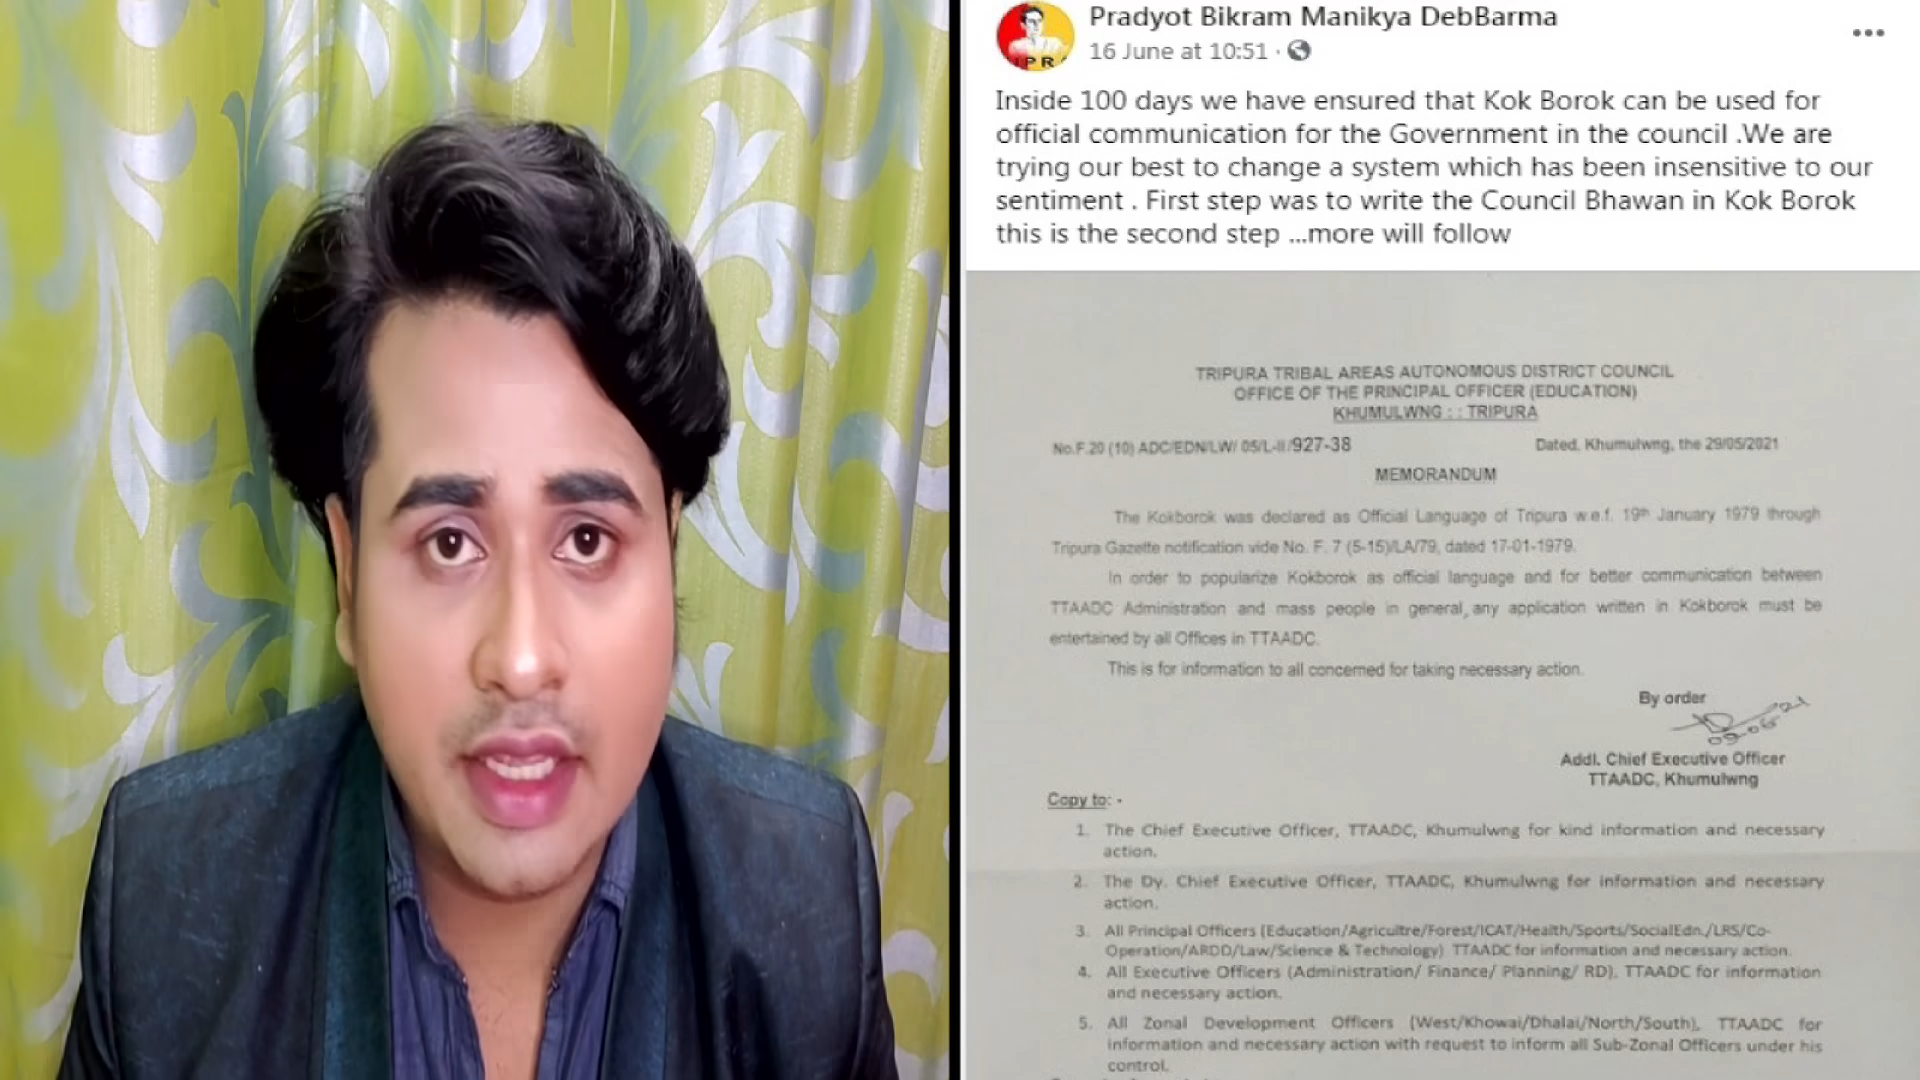 Pradyot Bikram Manikya DebBarma
16 June at 10:51 ·
IPRA
Inside 100 days we have ensured that Kok Borok can be used for
official communication for the Government in the council .We are
trying our best to change a system which has been insensitive to our
sentiment . First step was to write the Council Bhawan in Kok Borok
this is the second step ...more will follow
TRIPURA TRIBAL AREAS AUTONOMOUS DISTRICT COUNCIL
OFFICE OF THE PRINCIPAL OFFICER (EDUCATION)
KHUMULWNG : : TRIPURA
No.F.20 (10) ADC/EDN/LW/ 05/L-II/927-38 Dated, Khumulwng, the 29/05/2021
MEMORANDUM
The Kokborok was declared as Official Language of Tripura w.e.f. 19th January 1979 through
Tripura Gazette notification vide No. F. 7 (5-15)/LA/79, dated 17-01-1979.
In order to popularize Kokborok as official language and for better communication between
TTAADC Administration and mass people in general, any application written in Kokborok must be
entertained by all Offices in TTAADC.
This is for information to all concerned for taking necessary action.
By order
09-06-21
Addl. Chief Executive Officer
TTAADC, Khumulwng
Copy to: -
1. The Chief Executive Officer, TTAADC, Khumulwng for kind information and necessary
action.
2. The Dy. Chief Executive Officer, TTAADC, Khumulwng for information and necessary
action.
3. All Principal Officers (Education/Agricultre/Forest/ICAT/Health/Sports/SocialEdn./LRS/Co-
Operation/ARDD/Law/Science & Technology) TTAADC for information and necessary action.
4. All Executive Officers (Administration/ Finance/ Planning/ RD), TTAADC for information
and necessary action.
5. All Zonal Development Officers (West/Khowai/Dhalai/North/South), TTAADC for
information and necessary action with request to inform all Sub-Zonal Officers under his
control.